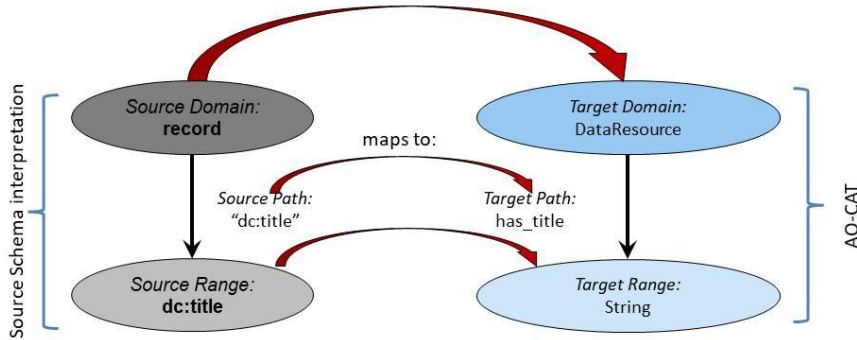 Source Schema interpretation
Source Domain:
record
Target Domain:
DataResource
maps to:
Source Path:
“dc:title”
Target Path:
has_title
Source Range:
dc:title
Target Range:
String
AO-CAT